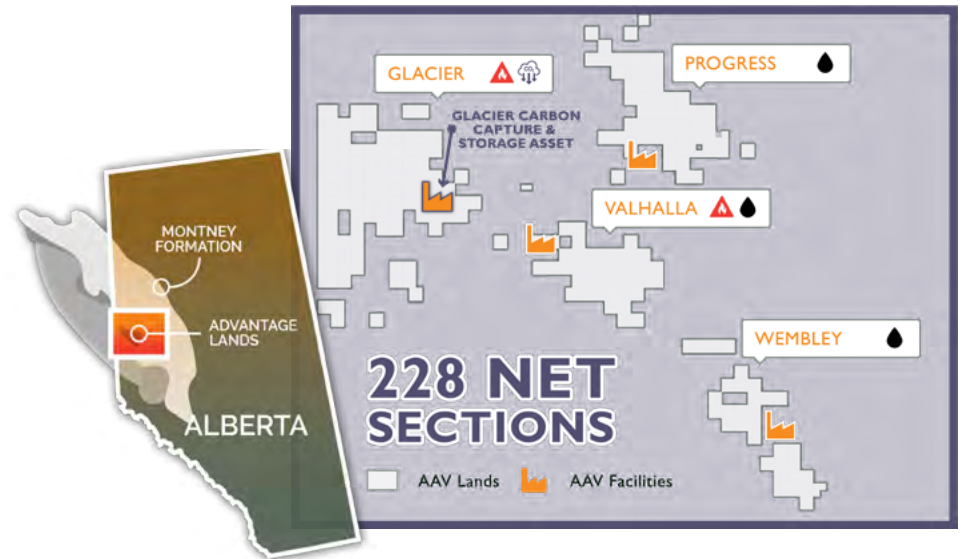 GLACIER
CO₂
PROGRESS
GLACIER CARBON
CAPTURE &
STORAGE ASSET
VALHALLA
WEMBLEY
MONTNEY
FORMATION
ADVANTAGE
LANDS
ALBERTA
228 NET
SECTIONS
AAV Lands
AAV Facilities